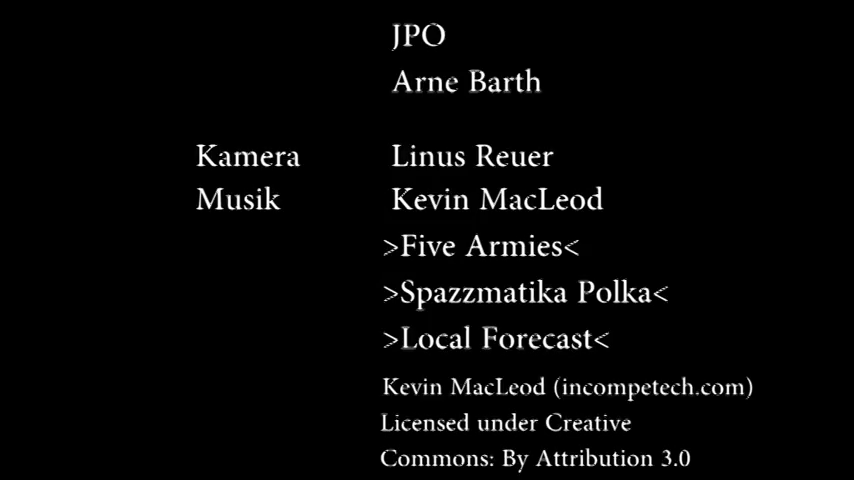 JPO
Arne Barth
Kamera Linus Reuer
Musik Kevin MacLeod
>Five Armies<
>Spazzmatika Polka<
>Local Forecast<
Kevin MacLeod (incompetech.com)
Licensed under Creative
Commons: By Attribution 3.0